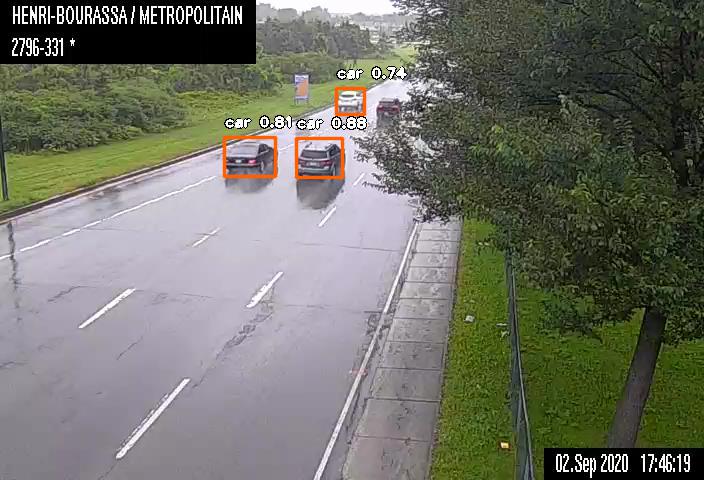 HENRI-BOURASSA / METROPOLITAIN
2796-331 *
car 0.74
car 0.81
car 0.88
02.Sep 2020 17:46:19